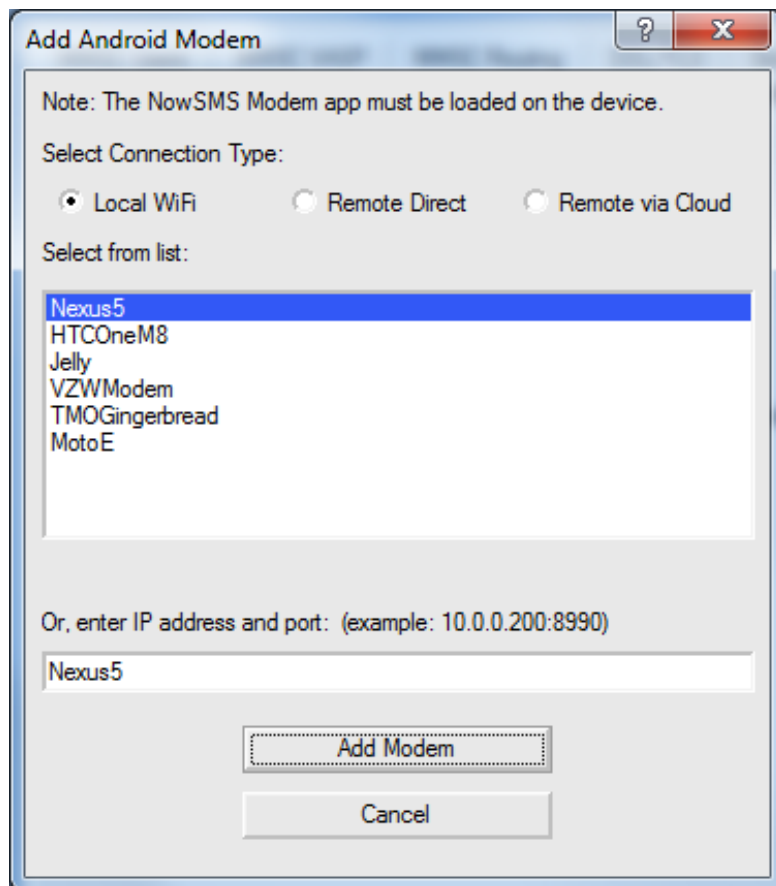 Add Android Modem
Note: The NowSMS Modem app must be loaded on the device.
Select Connection Type:
Local WiFi Remote Direct Remote via Cloud
Select from list:
Nexus5
HTCOneM8
Jelly
VZWModem
TMOGingerbread
MotoE
Or, enter IP address and port: (example: 10.0.0.200:8990)
Nexus5
Add Modem
Cancel